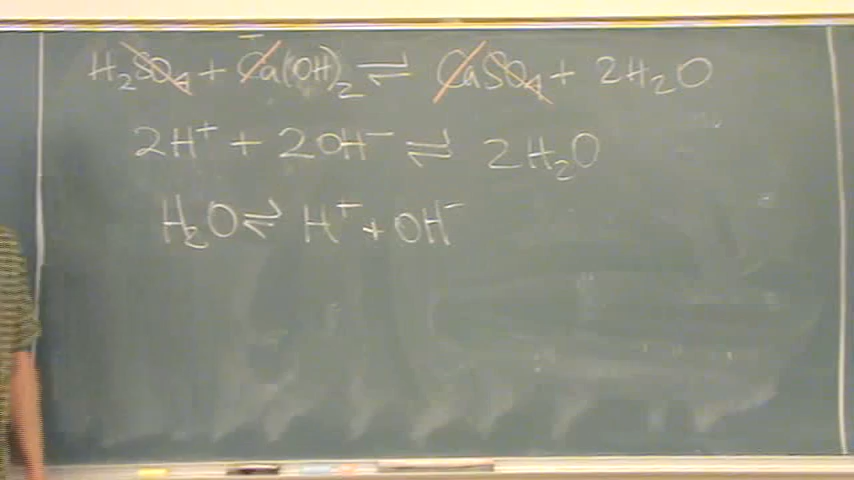 H₂SO₄ + Ca(OH)₂ ⇌ CaSO₄ + 2H₂O
2H⁺ + 2OH⁻ ⇌ 2H₂O
H₂O ⇌ H⁺ + OH⁻